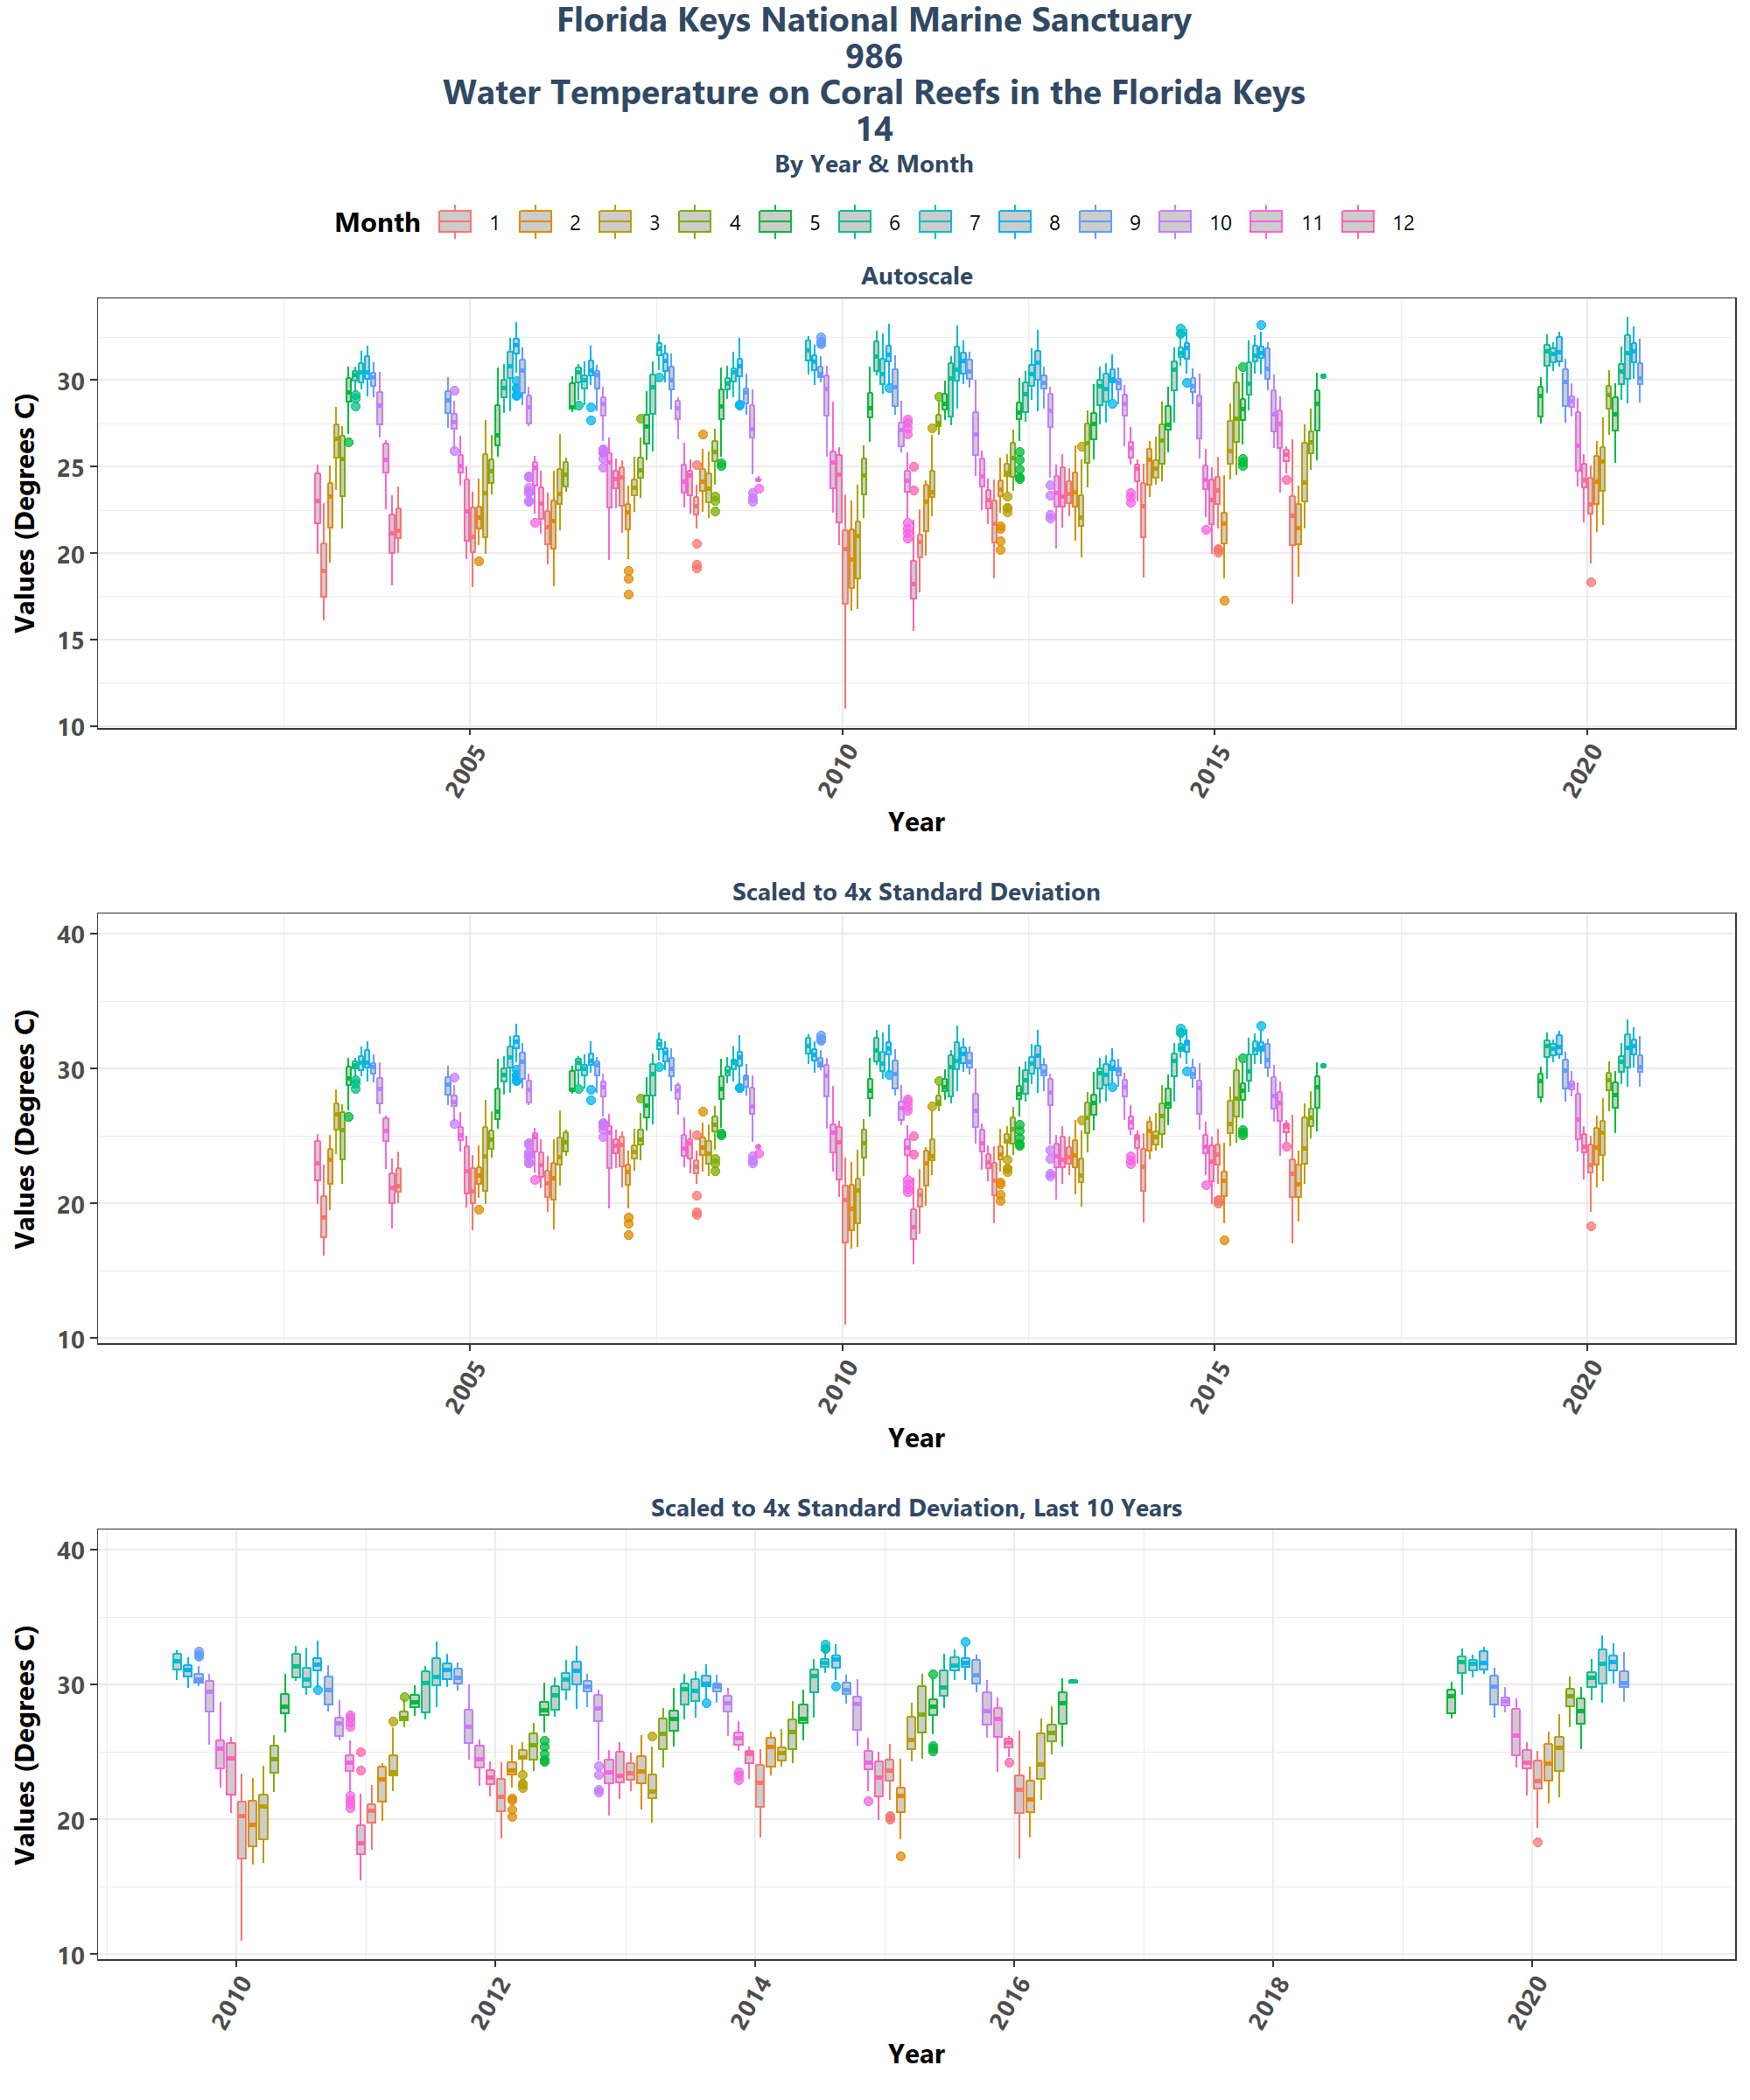 Florida Keys National Marine Sanctuary
986
Water Temperature on Coral Reefs in the Florida Keys
14
By Year & Month
Month 1 2 3 4 5 6 7 8 9 10 11 12
Autoscale
Values (Degrees C)
30
25
20
15
10
2005 2010 2015 2020
Year
Scaled to 4x Standard Deviation
Values (Degrees C)
40
30
20
10
2005 2010 2015 2020
Year
Scaled to 4x Standard Deviation, Last 10 Years
Values (Degrees C)
40
30
20
10
2010 2012 2014 2016 2018 2020
Year